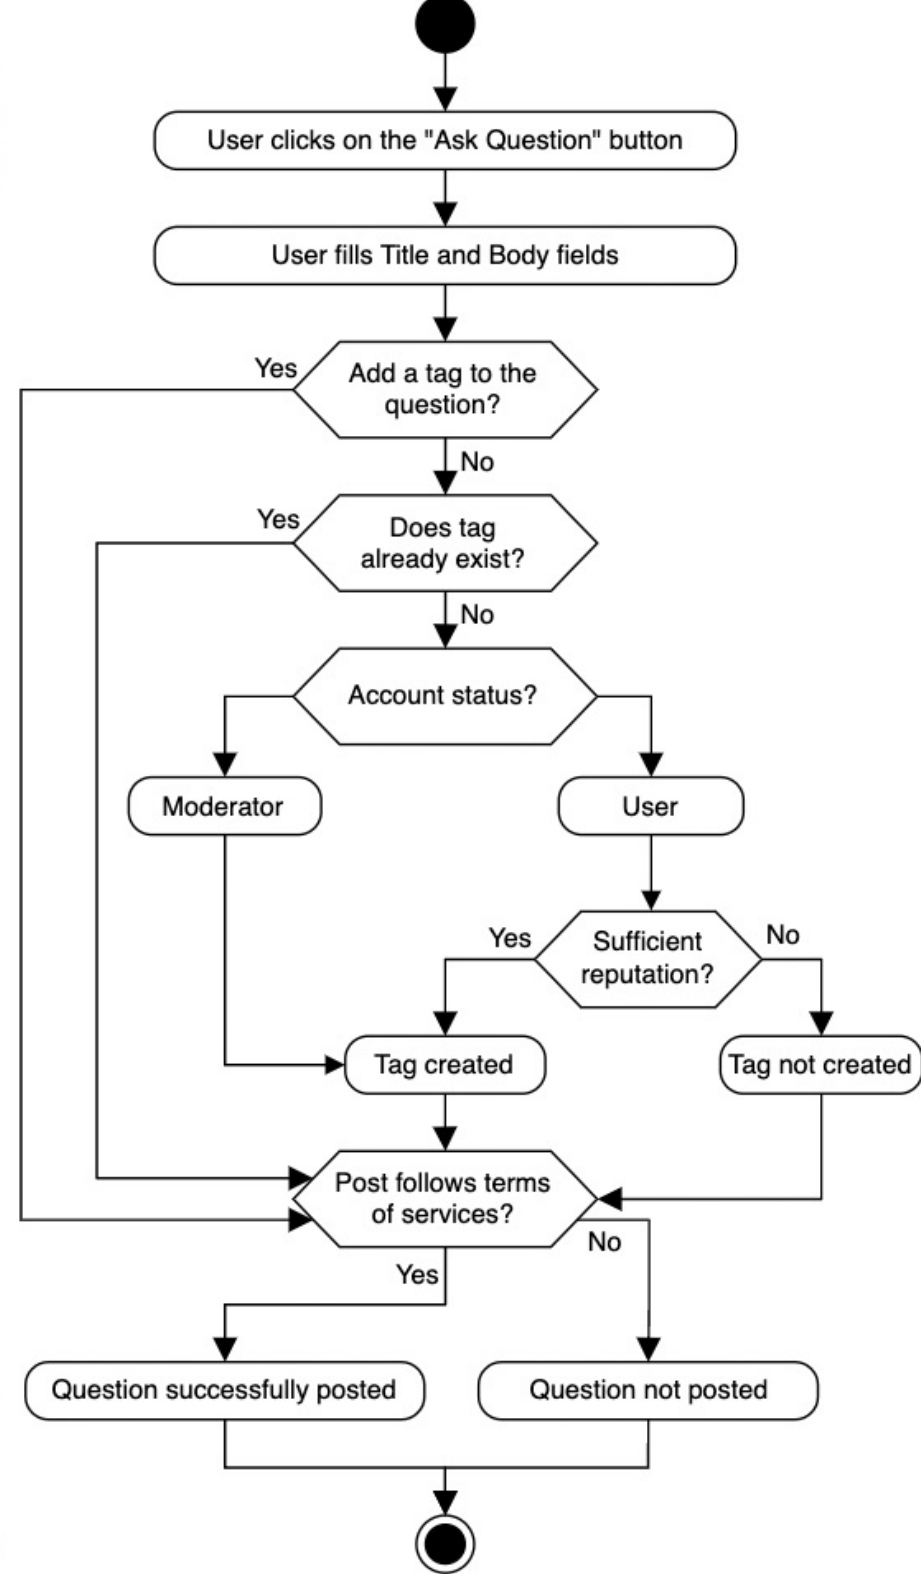 User clicks on the "Ask Question" button
User fills Title and Body fields
Yes
Add a tag to the
question?
No
Yes
Does tag
already exist?
No
Account status?
Moderator
User
Yes
Sufficient
reputation?
No
Tag created
Tag not created
Post follows terms
of services?
No
Yes
Question successfully posted
Question not posted